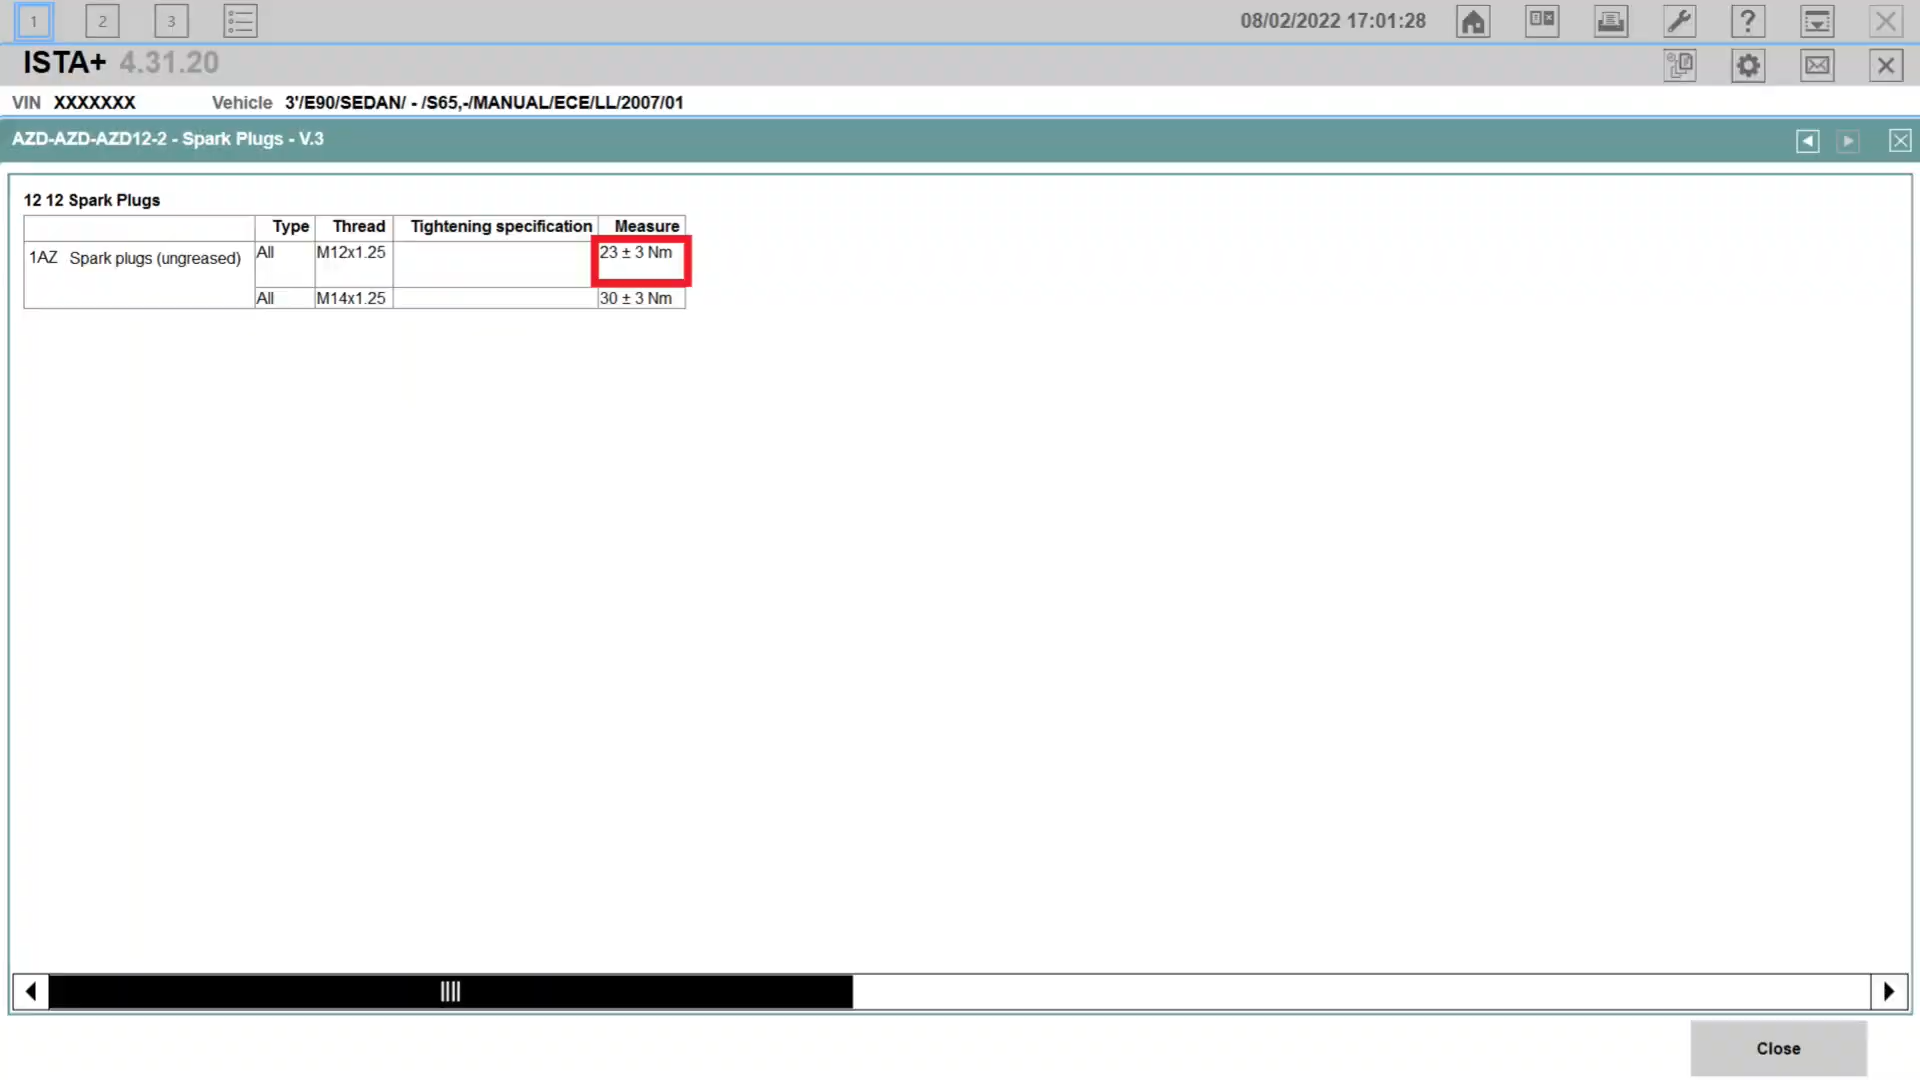 1 2 3 08/02/2022 17:01:28 ?
ISTA+ 4.31.20
VIN XXXXXXX Vehicle 3'/E90/SEDAN/ - /S65,-/MANUAL/ECE/LL/2007/01
AZD-AZD-AZD12-2 - Spark Plugs - V.3
12 12 Spark Plugs
Type Thread Tightening specification Measure
1AZ Spark plugs (ungreased) All M12x1.25 23 ± 3 Nm
All M14x1.25 30 ± 3 Nm
Close